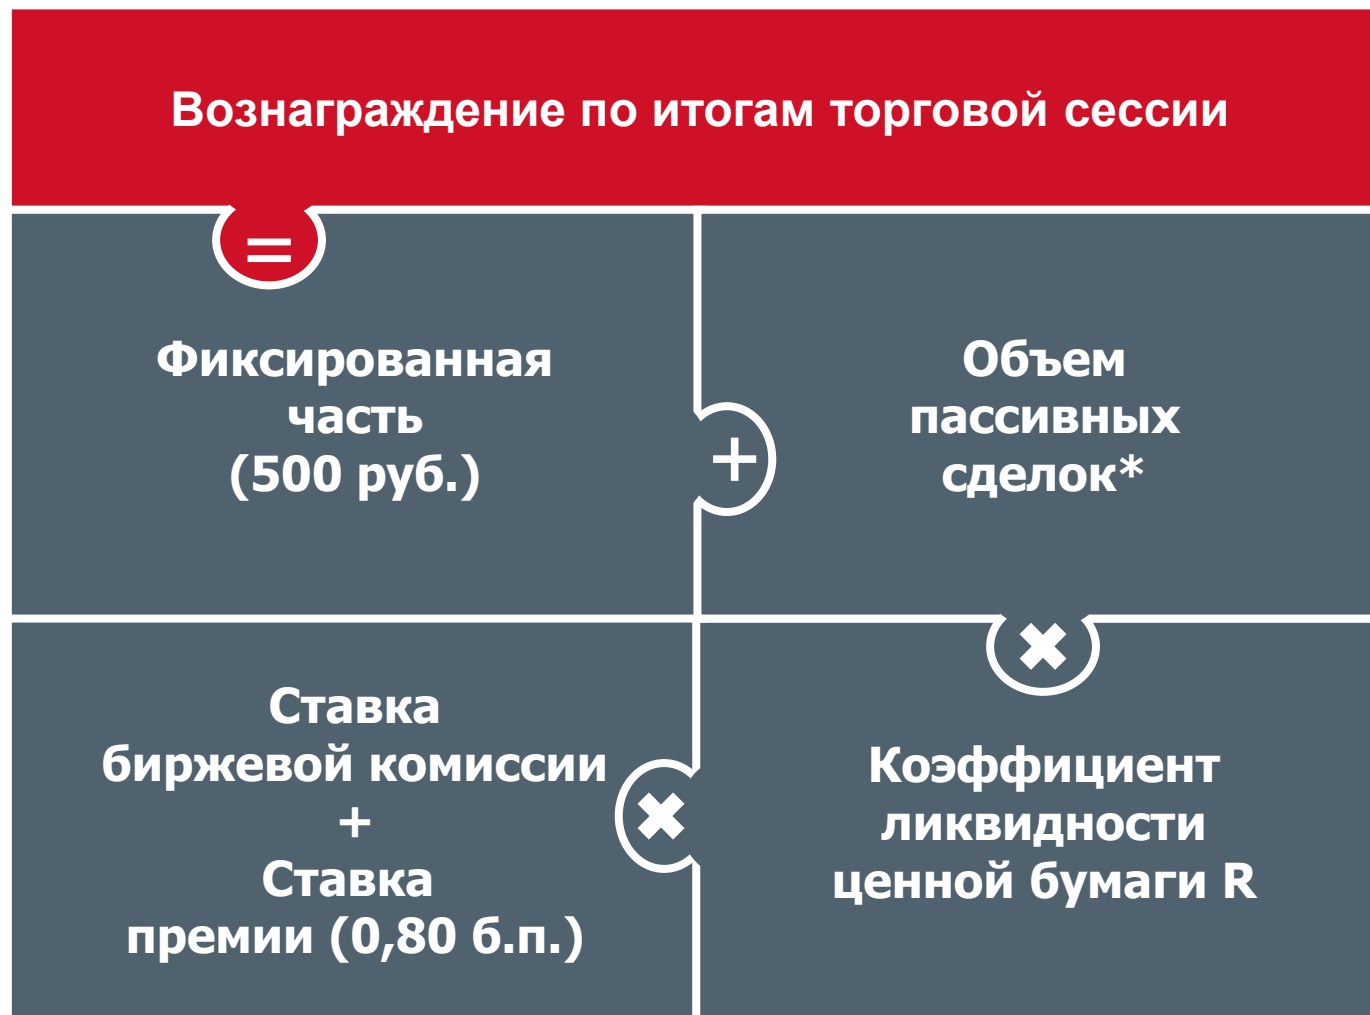 Вознаграждение по итогам торговой сессии
=
Фиксированная
часть
(500 руб.)
+
Объем
пассивных
сделок*
✖
Ставка
биржевой комиссии
+
Ставка
премии (0,80 б.п.)
✖
Коэффициент
ликвидности
ценной бумаги R